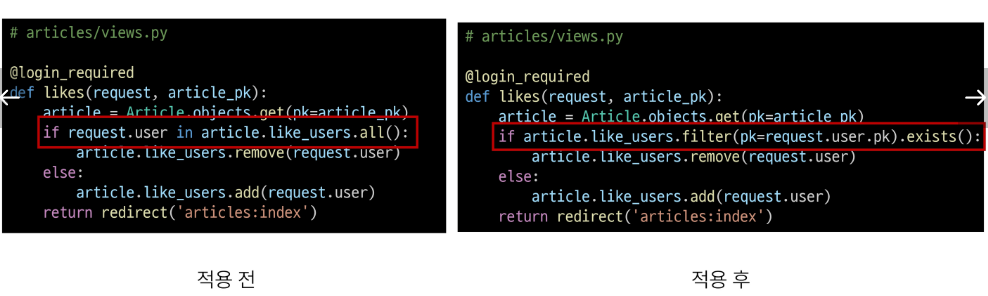 # articles/views.py
@login_required
def likes(request, article_pk):
article = Article.objects.get(pk=article_pk)
if request.user in article.like_users.all():
article.like_users.remove(request.user)
else:
article.like_users.add(request.user)
return redirect('articles:index')
적용 전
# articles/views.py
@login_required
def likes(request, article_pk):
article = Article.objects.get(pk=article_pk)
if article.like_users.filter(pk=request.user.pk).exists():
article.like_users.remove(request.user)
else:
article.like_users.add(request.user)
return redirect('articles:index')
적용 후